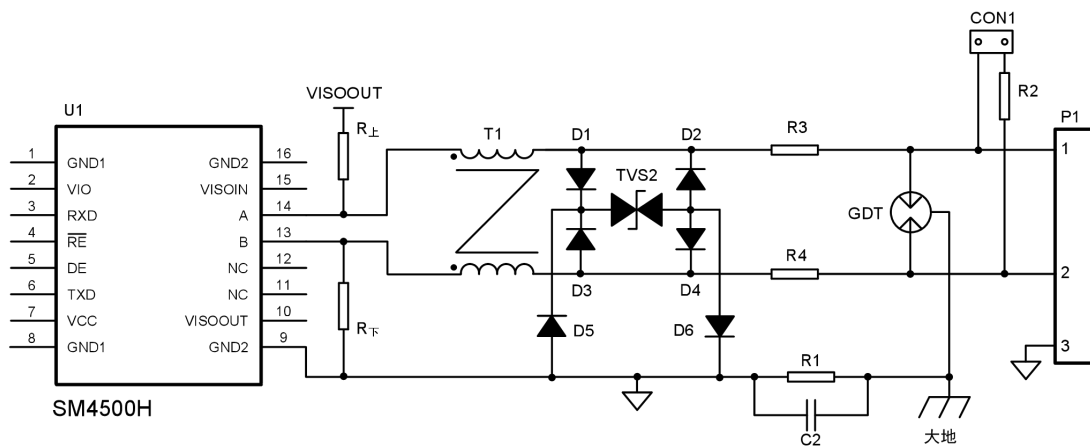 CON1
R2
VISOOUT
U1
R上
T1
D1
D2
R3
P1
1 GND1
GND2 16
2 VIO
VISOIN 15
3 RXD
A 14
4 RE
B 13
5 DE
NC 12
6 TXD
NC 11
7 VCC
VISOOUT 10
8 GND1
GND2 9
SM4500H
R下
TVS2
GDT
D3
D4
R4
D5
D6
1
2
3
R1
C2
大地